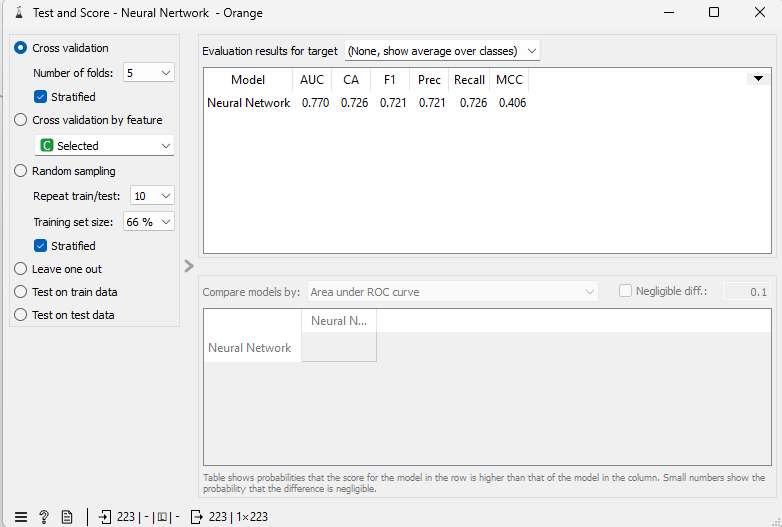 Test and Score - Neural Nertwork - Orange
Cross validation
Number of folds: 5
Stratified
Cross validation by feature
C Selected
Random sampling
Repeat train/test: 10
Training set size: 66 %
Stratified
Leave one out
Test on train data
Test on test data
Evaluation results for target (None, show average over classes)
Model AUC CA F1 Prec Recall MCC
Neural Network 0.770 0.726 0.721 0.721 0.726 0.406
Compare models by: Area under ROC curve Negligible diff.: 0.1
Neural N...
Neural Network
Table shows probabilities that the score for the model in the row is higher than that of the model in the column. Small numbers show the
probability that the difference is negligible.
223 | - | - 223 | 1×223